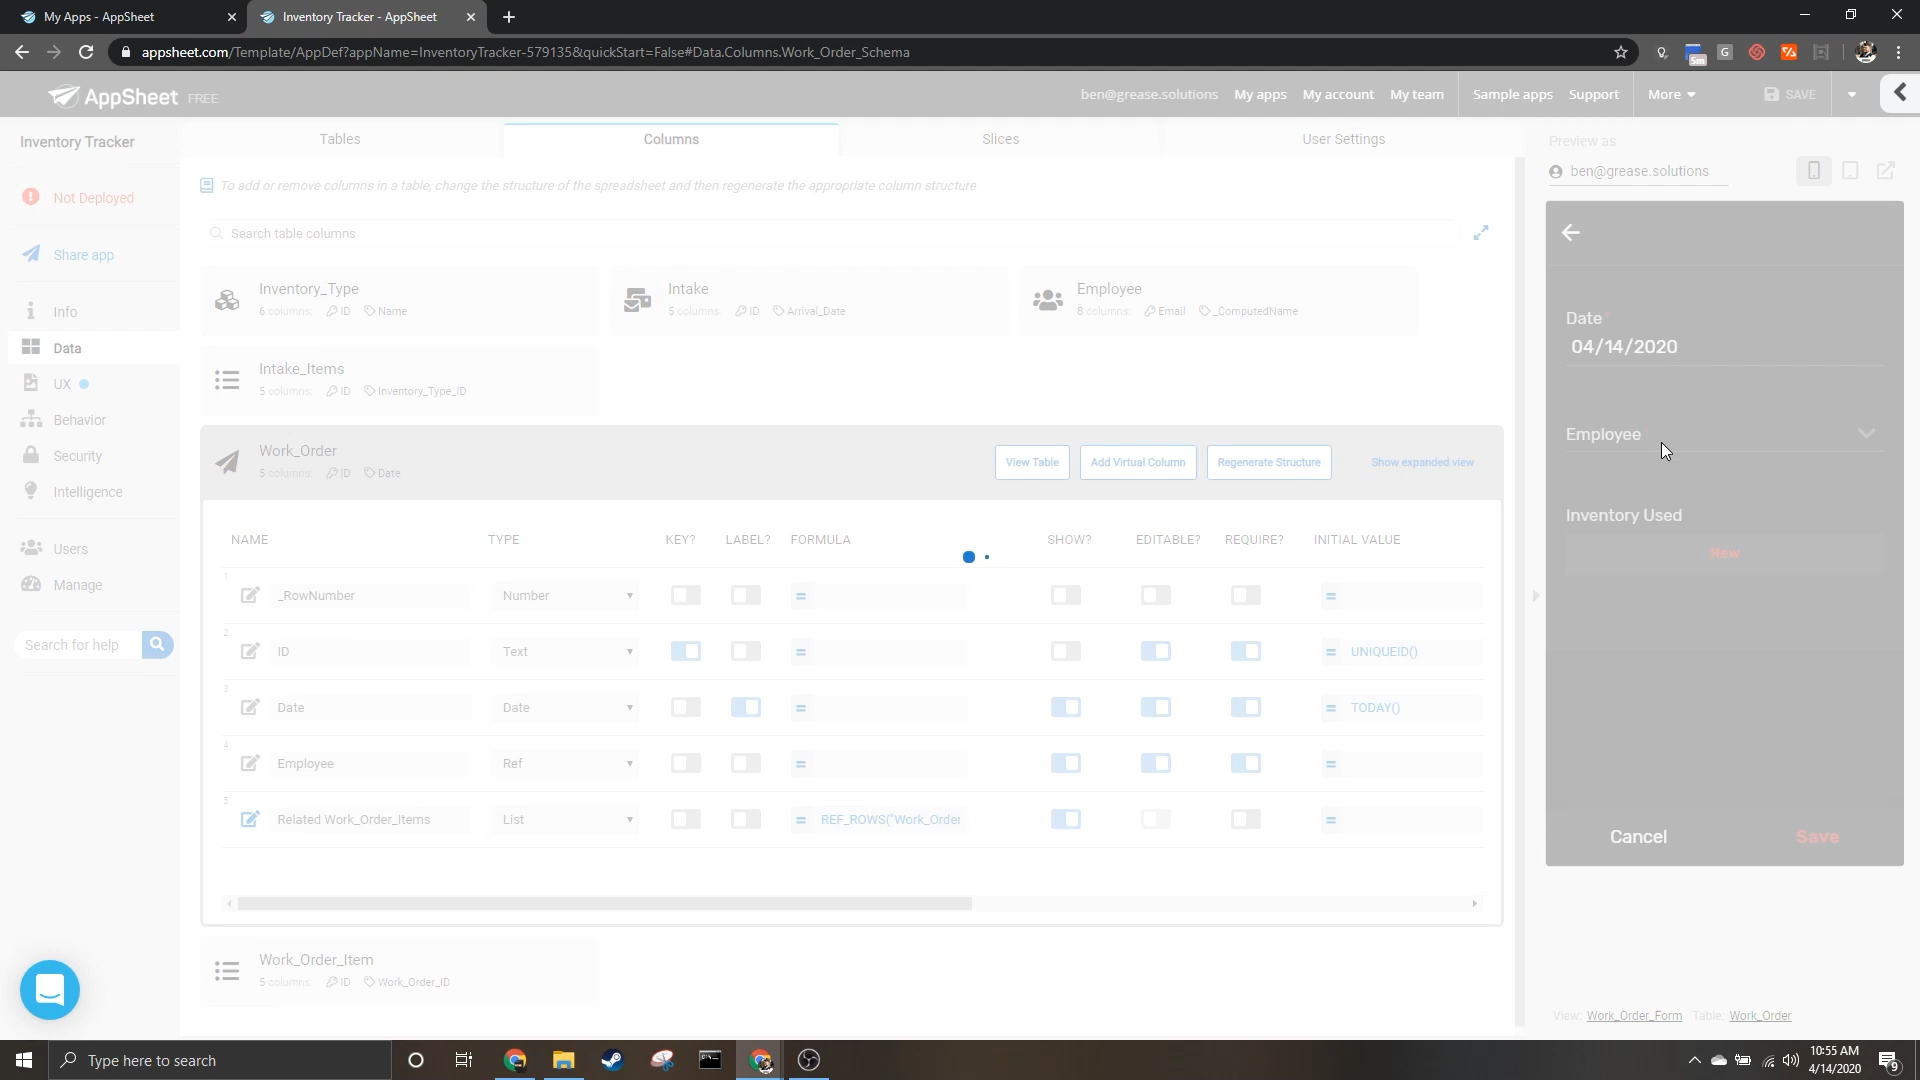 My Apps - AppSheet
Inventory Tracker - AppSheet
appsheet.com/Template/AppDef?appName=InventoryTracker-579135&quickStart=False#Data.Columns.Work_Order_Schema
5m
G
AppSheet FREE
ben@grease.solutions My apps My account My team Sample apps Support More SAVE
Inventory Tracker
Tables Columns Slices User Settings
Preview as
ben@grease.solutions
Not Deployed
Share app
Info
Data
UX
Behavior
Security
Intelligence
Users
Manage
Search for help
To add or remove columns in a table, change the structure of the spreadsheet and then regenerate the appropriate column structure
Search table columns
Inventory_Type
6 columns: ID Name
Intake
5 columns: ID Arrival_Date
Employee
8 columns: Email _ComputedName
Intake_Items
5 columns: ID Inventory_Type_ID
Work_Order
5 columns: ID Date
View Table Add Virtual Column Regenerate Structure Show expanded view
NAME TYPE KEY? LABEL? FORMULA SHOW? EDITABLE? REQUIRE? INITIAL VALUE
1 _RowNumber Number = =
2 ID Text = = UNIQUEID()
3 Date Date = = TODAY()
4 Employee Ref = =
5 Related Work_Order_Items List = REF_ROWS("Work_Order =
Work_Order_Item
5 columns: ID Work_Order_ID
Date*
04/14/2020
Employee*
Inventory Used
New
Cancel Save
View: Work_Order_Form Table: Work_Order
Type here to search
10:55 AM
4/14/2020
9